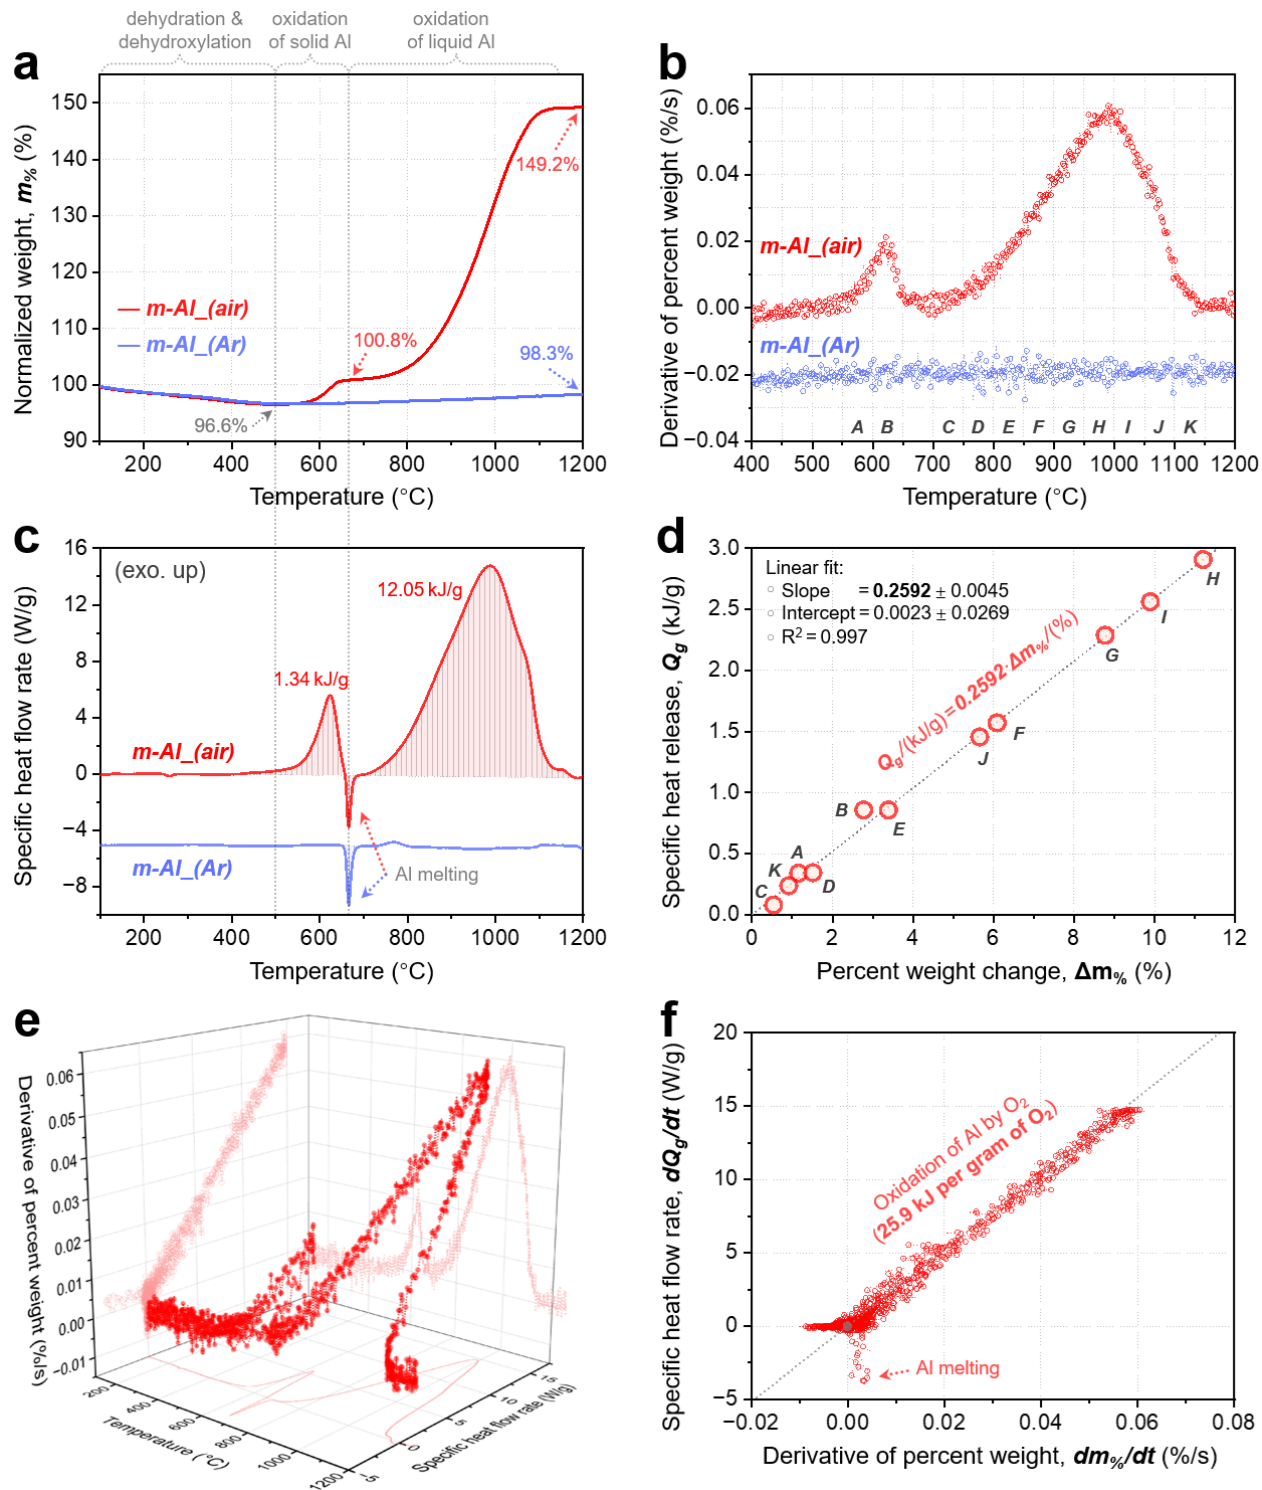 dehydration &
dehydroxylation
oxidation
of solid Al
oxidation
of liquid Al
a
Normalized weight, m% (%)
150
140
130
120
110
100
90
149.2%
m-Al_(air)
m-Al_(Ar)
100.8%
98.3%
96.6%
200 400 600 800 1000 1200
Temperature (°C)
b
Derivative of percent weight (%/s)
0.06
0.04
0.02
0.00
−0.02
−0.04
m-Al_(air)
m-Al_(Ar)
A B C D E F G H I J K
400 500 600 700 800 900 1000 1100 1200
Temperature (°C)
c
Specific heat flow rate (W/g)
16
12
8
4
0
−4
−8
(exo. up)
12.05 kJ/g
1.34 kJ/g
m-Al_(air)
m-Al_(Ar)
Al melting
200 400 600 800 1000 1200
Temperature (°C)
d
Specific heat release, Qg (kJ/g)
3.0
2.5
2.0
1.5
1.0
0.5
0.0
Linear fit:
Slope = 0.2592 ± 0.0045
Intercept = 0.0023 ± 0.0269
R2 = 0.997
Qg/(kJ/g) = 0.2592·Δm%/(%)
H
I
G
F
J
B
E
A
K
D
C
0 2 4 6 8 10 12
Percent weight change, Δm% (%)
e
Derivative of percent weight (%/s)
0.06
0.05
0.04
0.03
0.02
0.01
0.00
−0.01
200 400 600 800 1000 1200
Temperature (°C)
−5 0 5 10 15
Specific heat flow rate (W/g)
f
Specific heat flow rate, dQg/dt (W/g)
20
15
10
5
0
−5
Oxidation of Al by O2
(25.9 kJ per gram of O2)
Al melting
−0.02 0.00 0.02 0.04 0.06 0.08
Derivative of percent weight, dm%/dt (%/s)